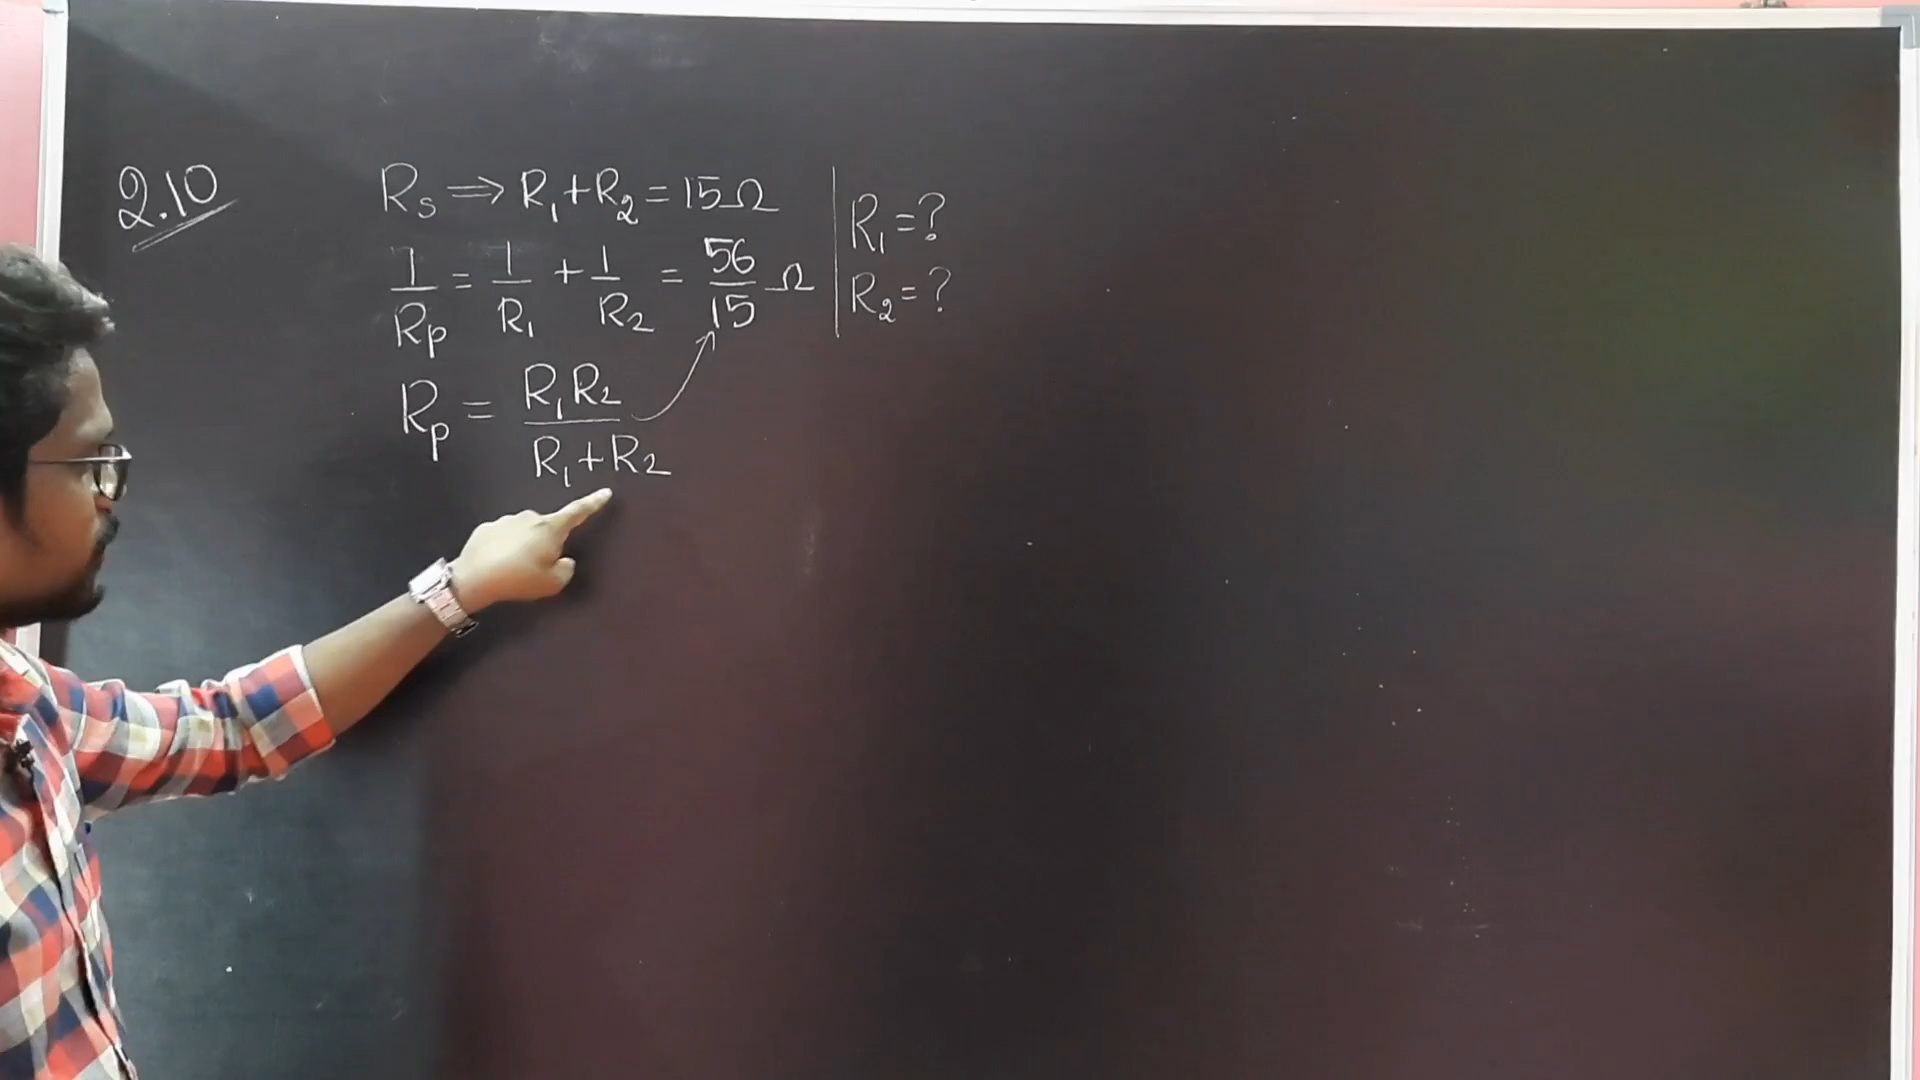 2.10
Rs ⇒ R₁+R₂ = 15Ω
1/Rp = 1/R₁ + 1/R₂ = 56/15 Ω
Rp = R₁R₂/R₁+R₂
R₁=?
R₂=?